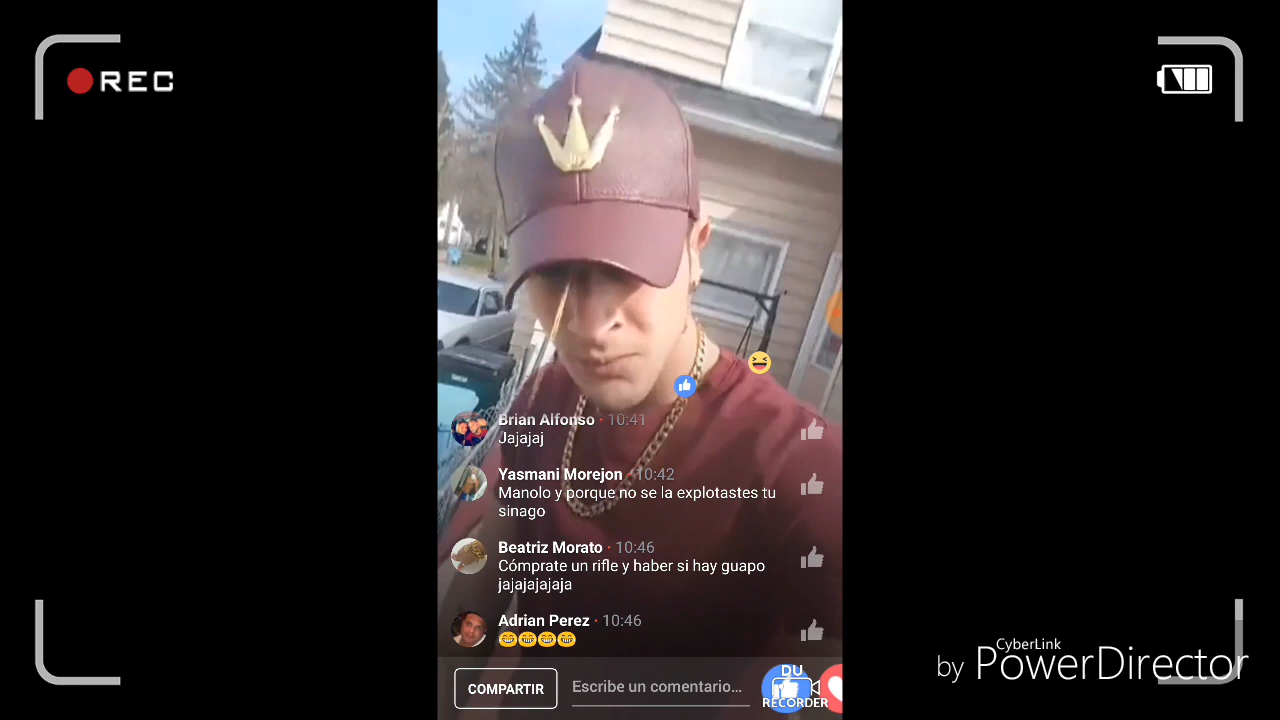 REC
Brian Alfonso · 10:41
Jajajaj
Yasmani Morejon · 10:42
Manolo y porque no se la explotastes tu
sinago
Beatriz Morato · 10:46
Cómprate un rifle y haber si hay guapo
jajajajajaja
Adrian Perez · 10:46
COMPARTIR
Escribe un comentario...
DU
RECORDER
CyberLink
by PowerDirector